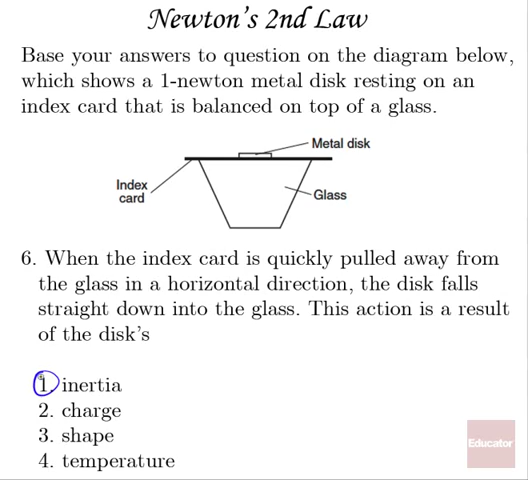 Newton's 2nd Law
Base your answers to question on the diagram below,
which shows a 1-newton metal disk resting on an
index card that is balanced on top of a glass.
Metal disk
Index
card
Glass
6. When the index card is quickly pulled away from
the glass in a horizontal direction, the disk falls
straight down into the glass. This action is a result
of the disk's
1. inertia
2. charge
3. shape
4. temperature
Educator